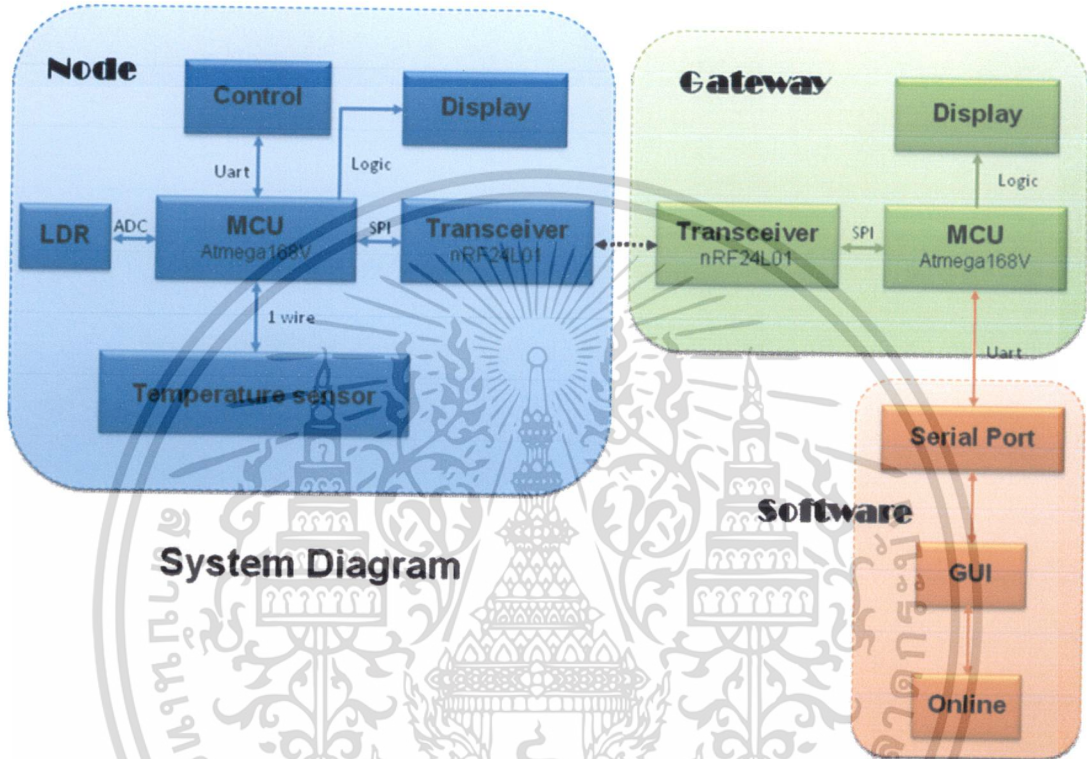 Node
Control
Display
Uart
Logic
LDR
ADC
MCU
Atmega168V
SPI
Transceiver
nRF24L01
1 wire
Temperature sensor
Gateway
Display
Logic
Transceiver
nRF24L01
SPI
MCU
Atmega168V
Uart
Serial Port
Software
GUI
Online
System Diagram